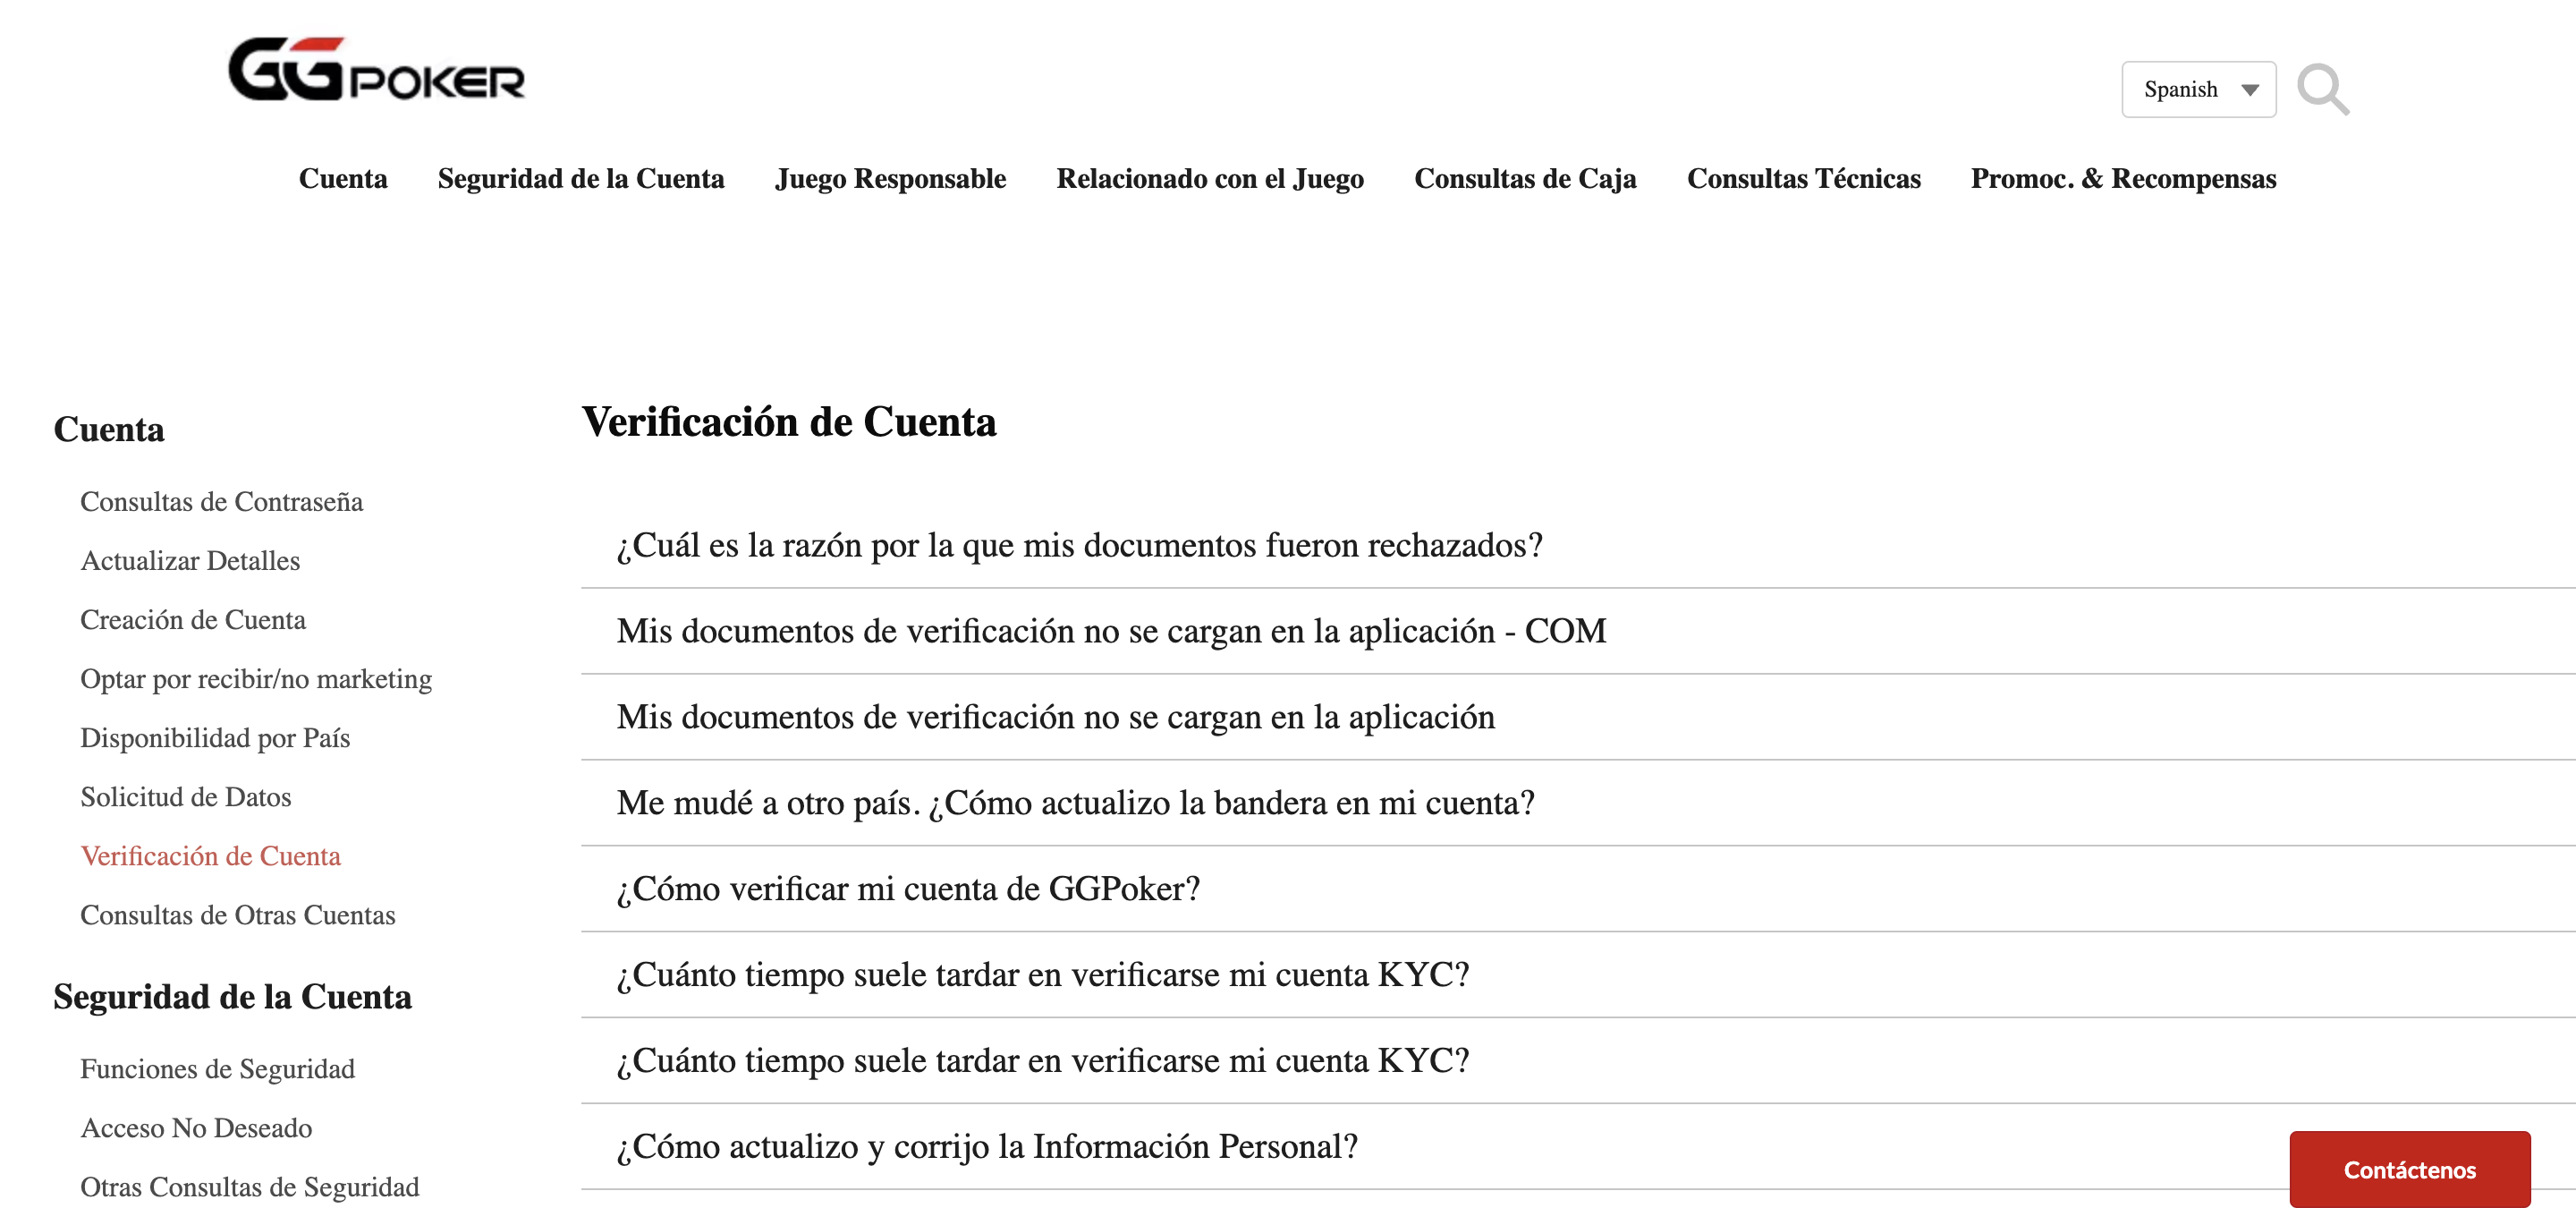 GGPOKER
Spanish
Cuenta Seguridad de la Cuenta Juego Responsable Relacionado con el Juego Consultas de Caja Consultas Técnicas Promoc. & Recompensas
Cuenta
Consultas de Contraseña
Actualizar Detalles
Creación de Cuenta
Optar por recibir/no marketing
Disponibilidad por País
Solicitud de Datos
Verificación de Cuenta
Consultas de Otras Cuentas
Seguridad de la Cuenta
Funciones de Seguridad
Acceso No Deseado
Otras Consultas de Seguridad
Verificación de Cuenta
¿Cuál es la razón por la que mis documentos fueron rechazados?
Mis documentos de verificación no se cargan en la aplicación - COM
Mis documentos de verificación no se cargan en la aplicación
Me mudé a otro país. ¿Cómo actualizo la bandera en mi cuenta?
¿Cómo verificar mi cuenta de GGPoker?
¿Cuánto tiempo suele tardar en verificarse mi cuenta KYC?
¿Cuánto tiempo suele tardar en verificarse mi cuenta KYC?
¿Cómo actualizo y corrijo la Información Personal?
Contáctenos